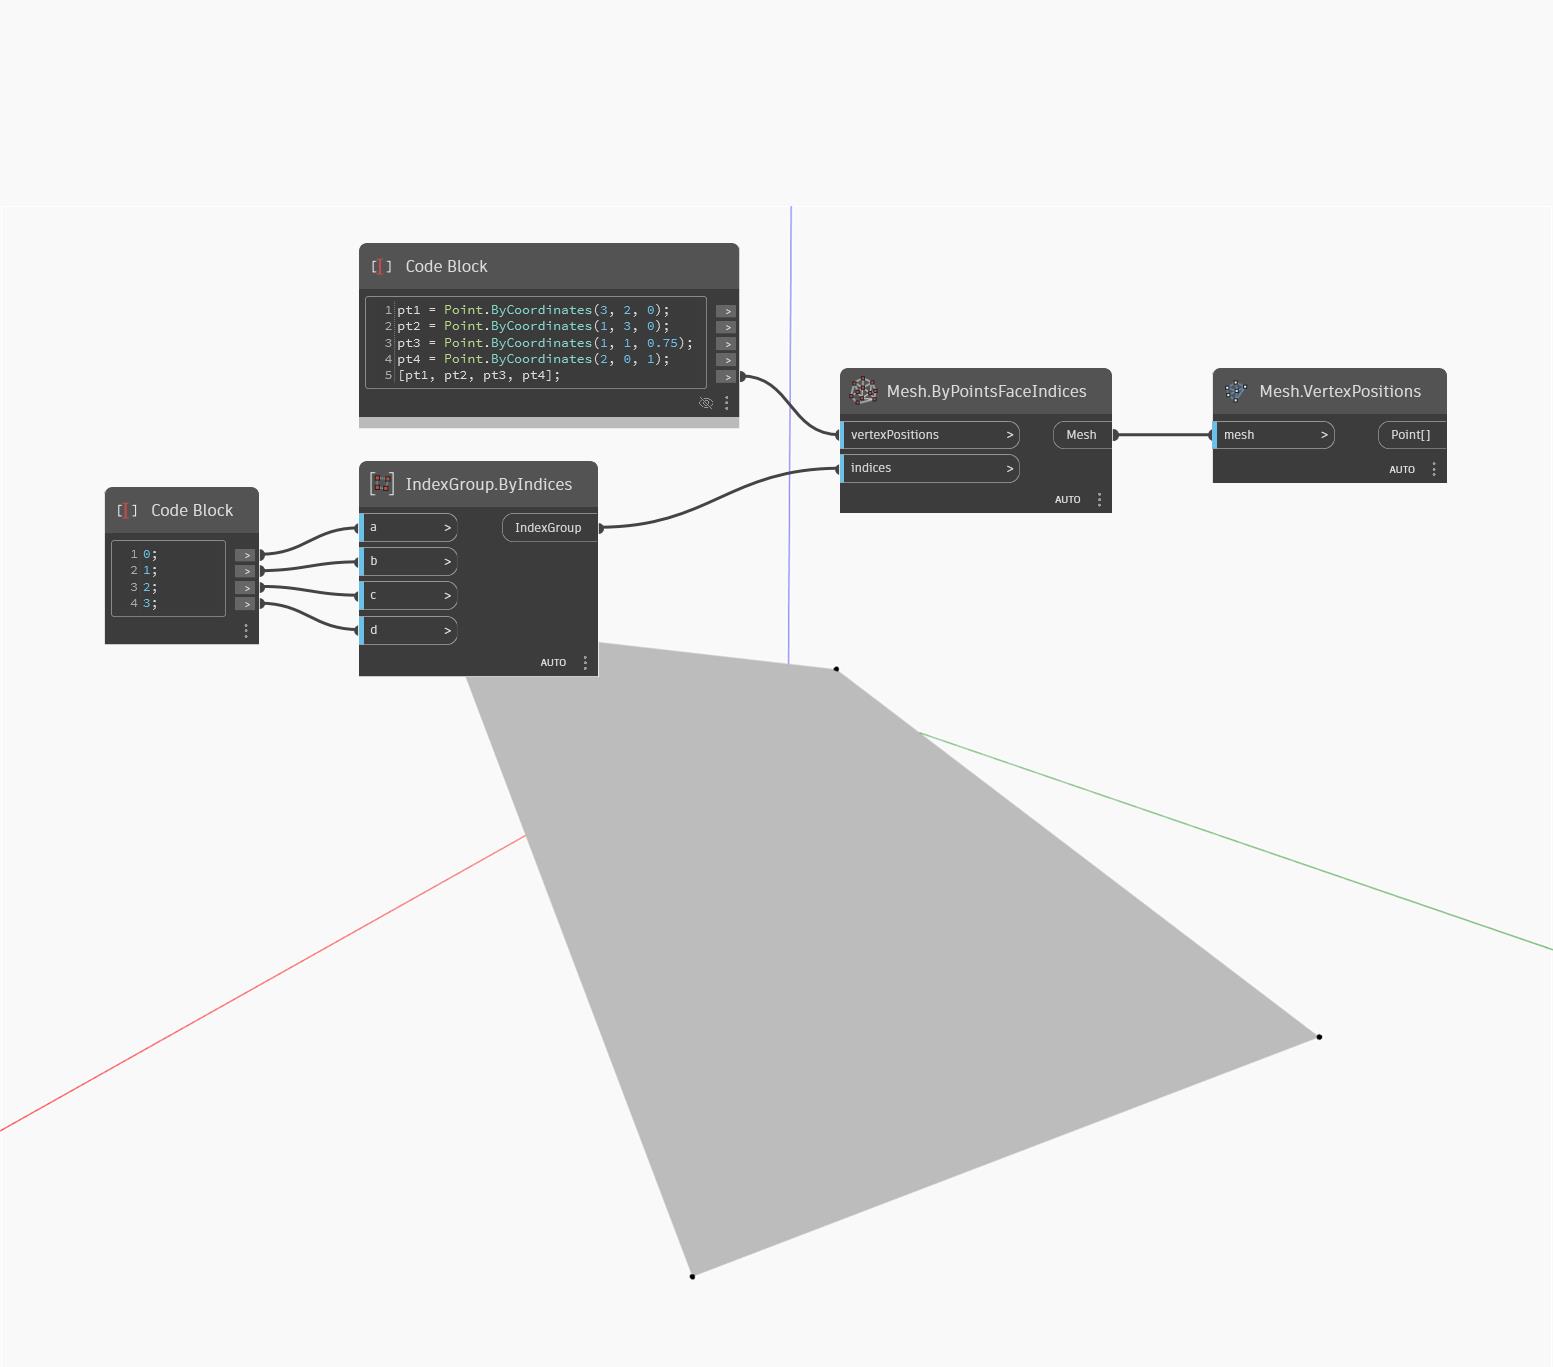 Code Block
1 pt1 = Point.ByCoordinates(3, 2, 0); >
2 pt2 = Point.ByCoordinates(1, 3, 0); >
3 pt3 = Point.ByCoordinates(1, 1, 0.75); >
4 pt4 = Point.ByCoordinates(2, 0, 1); >
5 [pt1, pt2, pt3, pt4]; >
Mesh.ByPointsFaceIndices
vertexPositions > Mesh
indices >
AUTO
Mesh.VertexPositions
mesh > Point[]
AUTO
Code Block
1 0; >
2 1; >
3 2; >
4 3; >
IndexGroup.ByIndices
a > IndexGroup
b >
c >
d >
AUTO